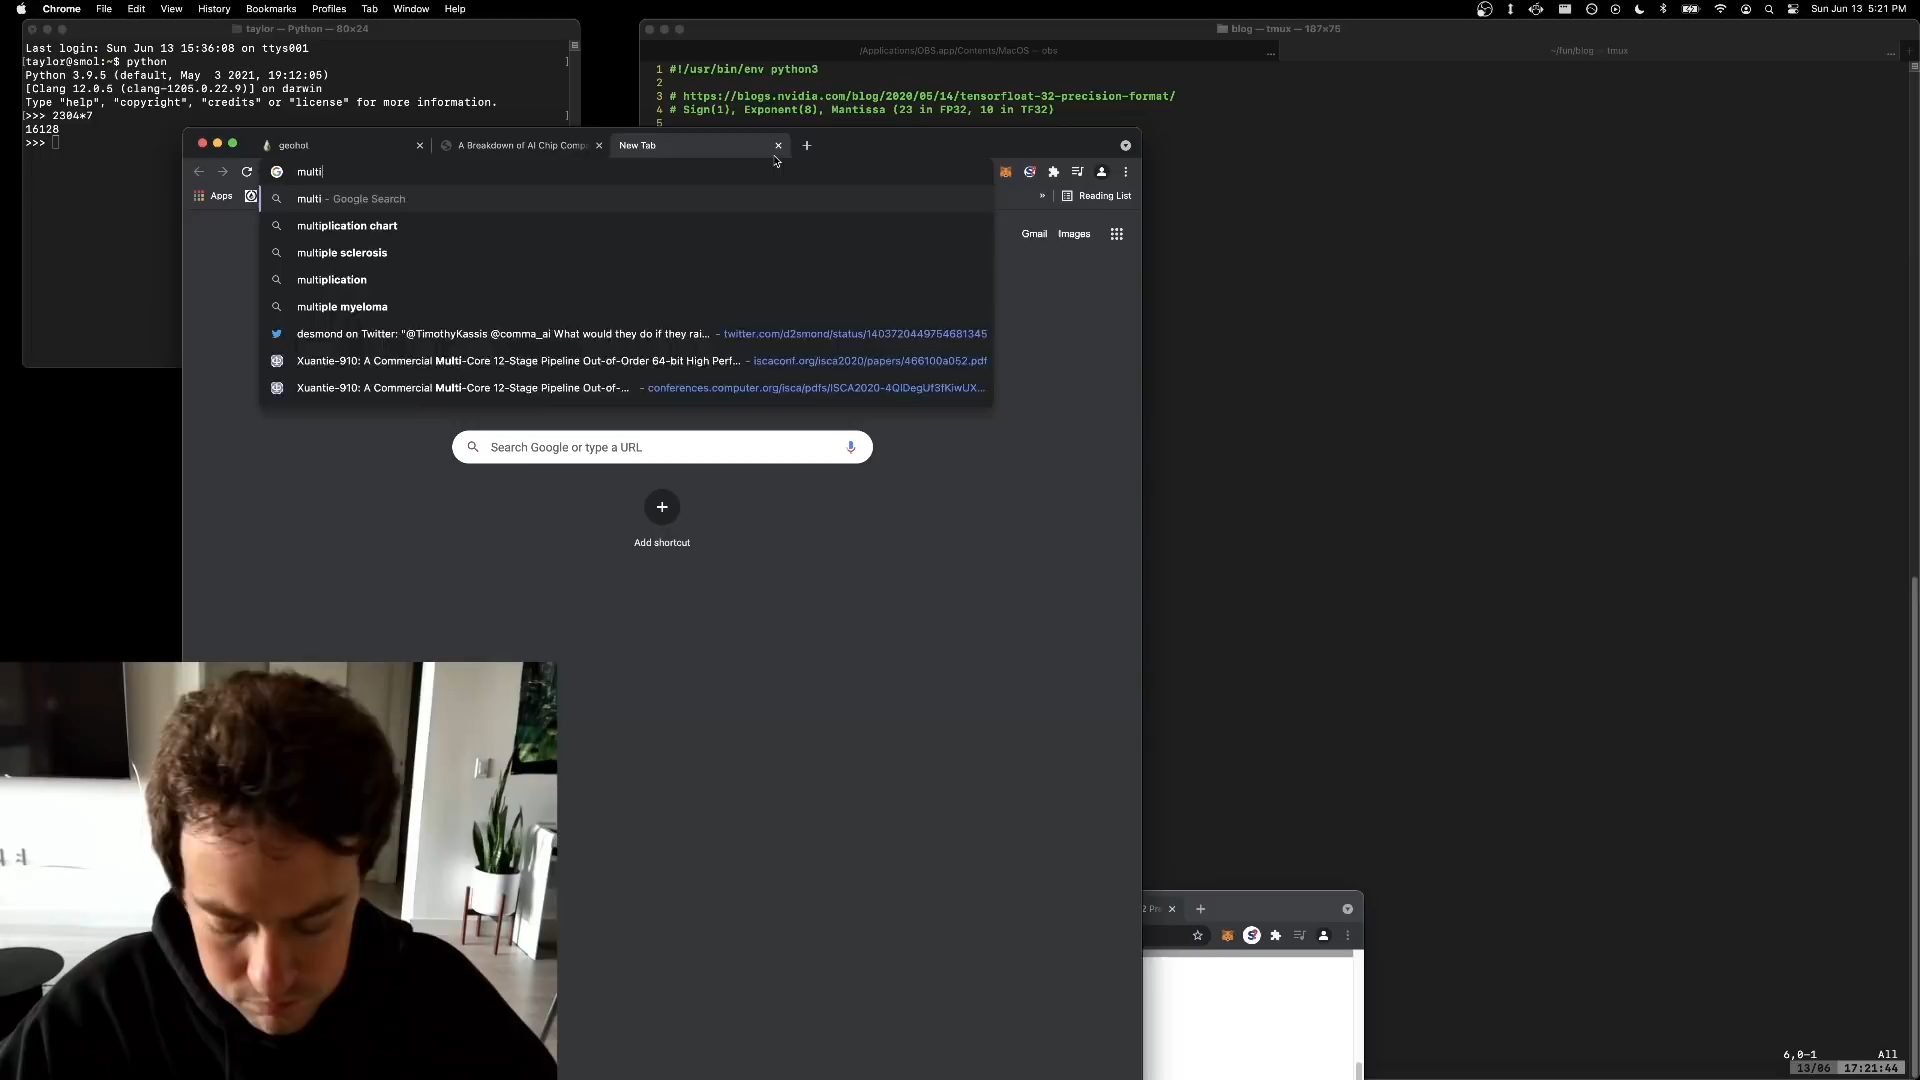 Chrome File Edit View History Bookmarks Profiles Tab Window Help
Sun Jun 13 5:21 PM
taylor — Python — 80×24
Last login: Sun Jun 13 15:36:08 on ttys001
[taylor@smol:~$ python ]
Python 3.9.5 (default, May  3 2021, 19:12:05)
[Clang 12.0.5 (clang-1205.0.22.9)] on darwin
Type "help", "copyright", "credits" or "license" for more information.
[>>> 2304*7 ]
16128
>>>
blog — tmux — 187×75
/Applications/OBS.app/Contents/MacOS — obs ...
~/fun/blog — tmux ...
1 #!/usr/bin/env python3
2
3 # https://blogs.nvidia.com/blog/2020/05/14/tensorfloat-32-precision-format/
4 # Sign(1), Exponent(8), Mantissa (23 in FP32, 10 in TF32)
5
geohot
A Breakdown of AI Chip Comp
New Tab
multi
Apps
» Reading List
multi - Google Search
multiplication chart
multiple sclerosis
multiplication
multiple myeloma
desmond on Twitter: "@TimothyKassis @comma_ai What would they do if they rai... - twitter.com/d2smond/status/1403720449754681345
Xuantie-910: A Commercial Multi-Core 12-Stage Pipeline Out-of-Order 64-bit High Perf... - iscaconf.org/isca2020/papers/466100a052.pdf
Xuantie-910: A Commercial Multi-Core 12-Stage Pipeline Out-of-... - conferences.computer.org/isca/pdfs/ISCA2020-4QlDegUf3fKiwUX...
Gmail Images
Search Google or type a URL
Add shortcut
2 Pr
6,0-1 All
13/06 17:21:44